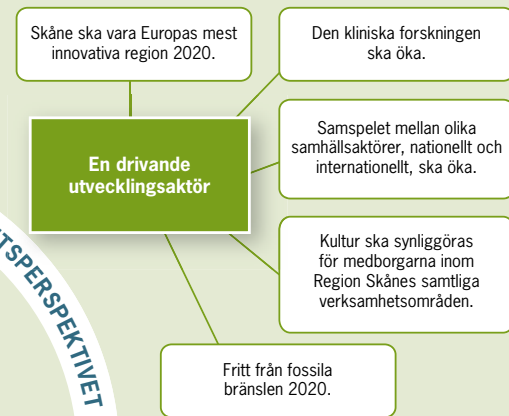 Skåne ska vara Europas mest
innovativa region 2020.
Den kliniska forskningen
ska öka.
En drivande
utvecklingsaktör
Samspelet mellan olika
samhällsaktörer, nationellt och
internationellt, ska öka.
Kultur ska synliggöras
för medborgarna inom
Region Skånes samtliga
verksamhetsområden.
Fritt från fossila
bränslen 2020.
TSPERSPEKTIVET